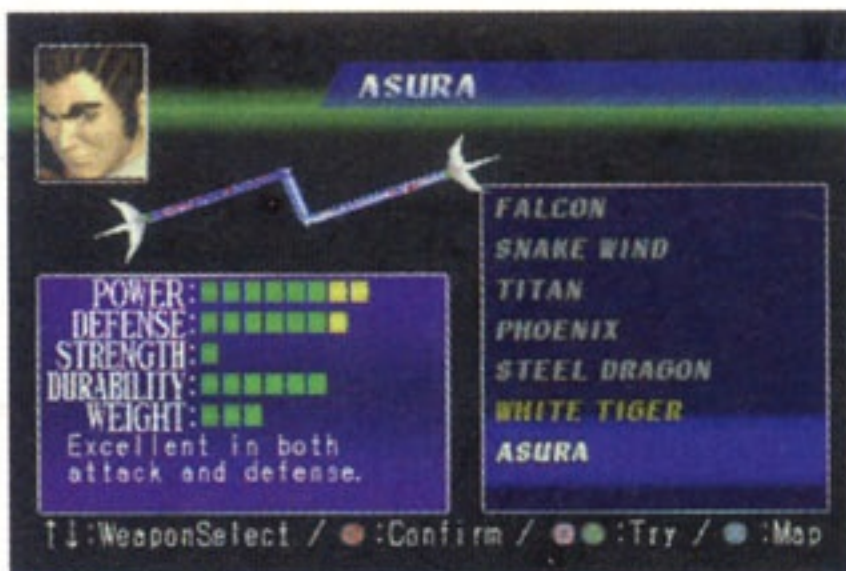 ASURA
FALCON
SNAKE WIND
TITAN
PHOENIX
STEEL DRAGON
WHITE TIGER
ASURA
POWER:
DEFENSE:
STRENGTH:
DURABILITY:
WEIGHT:
Excellent in both
attack and defense.
↑↓:WeaponSelect / ●:Confirm / ●●:Try / ●:Map